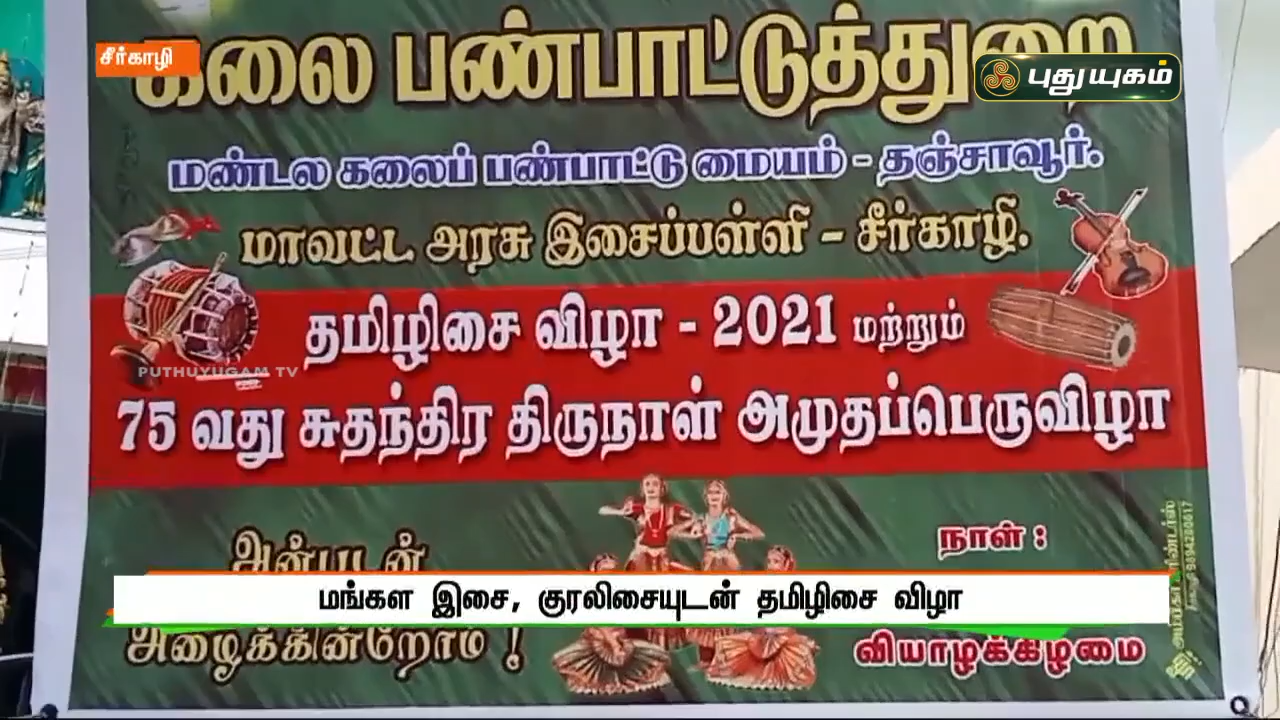 சீர்காழி
கலை பண்பாட்டுத்துறை
புதுயுகம்
மண்டல கலைப் பண்பாட்டு மையம் - தஞ்சாவூர்.
மாவட்ட அரசு இசைப்பள்ளி - சீர்காழி.
தமிழிசை விழா - 2021 மற்றும்
PUTHUYUGAM TV
75 வது சுதந்திர திருநாள் அமுதப்பெருவிழா
அன்புடன்
நாள் :
மங்கள இசை, குரலிசையுடன் தமிழிசை விழா
அழைக்கின்றோம் !
வியாழக்கிழமை